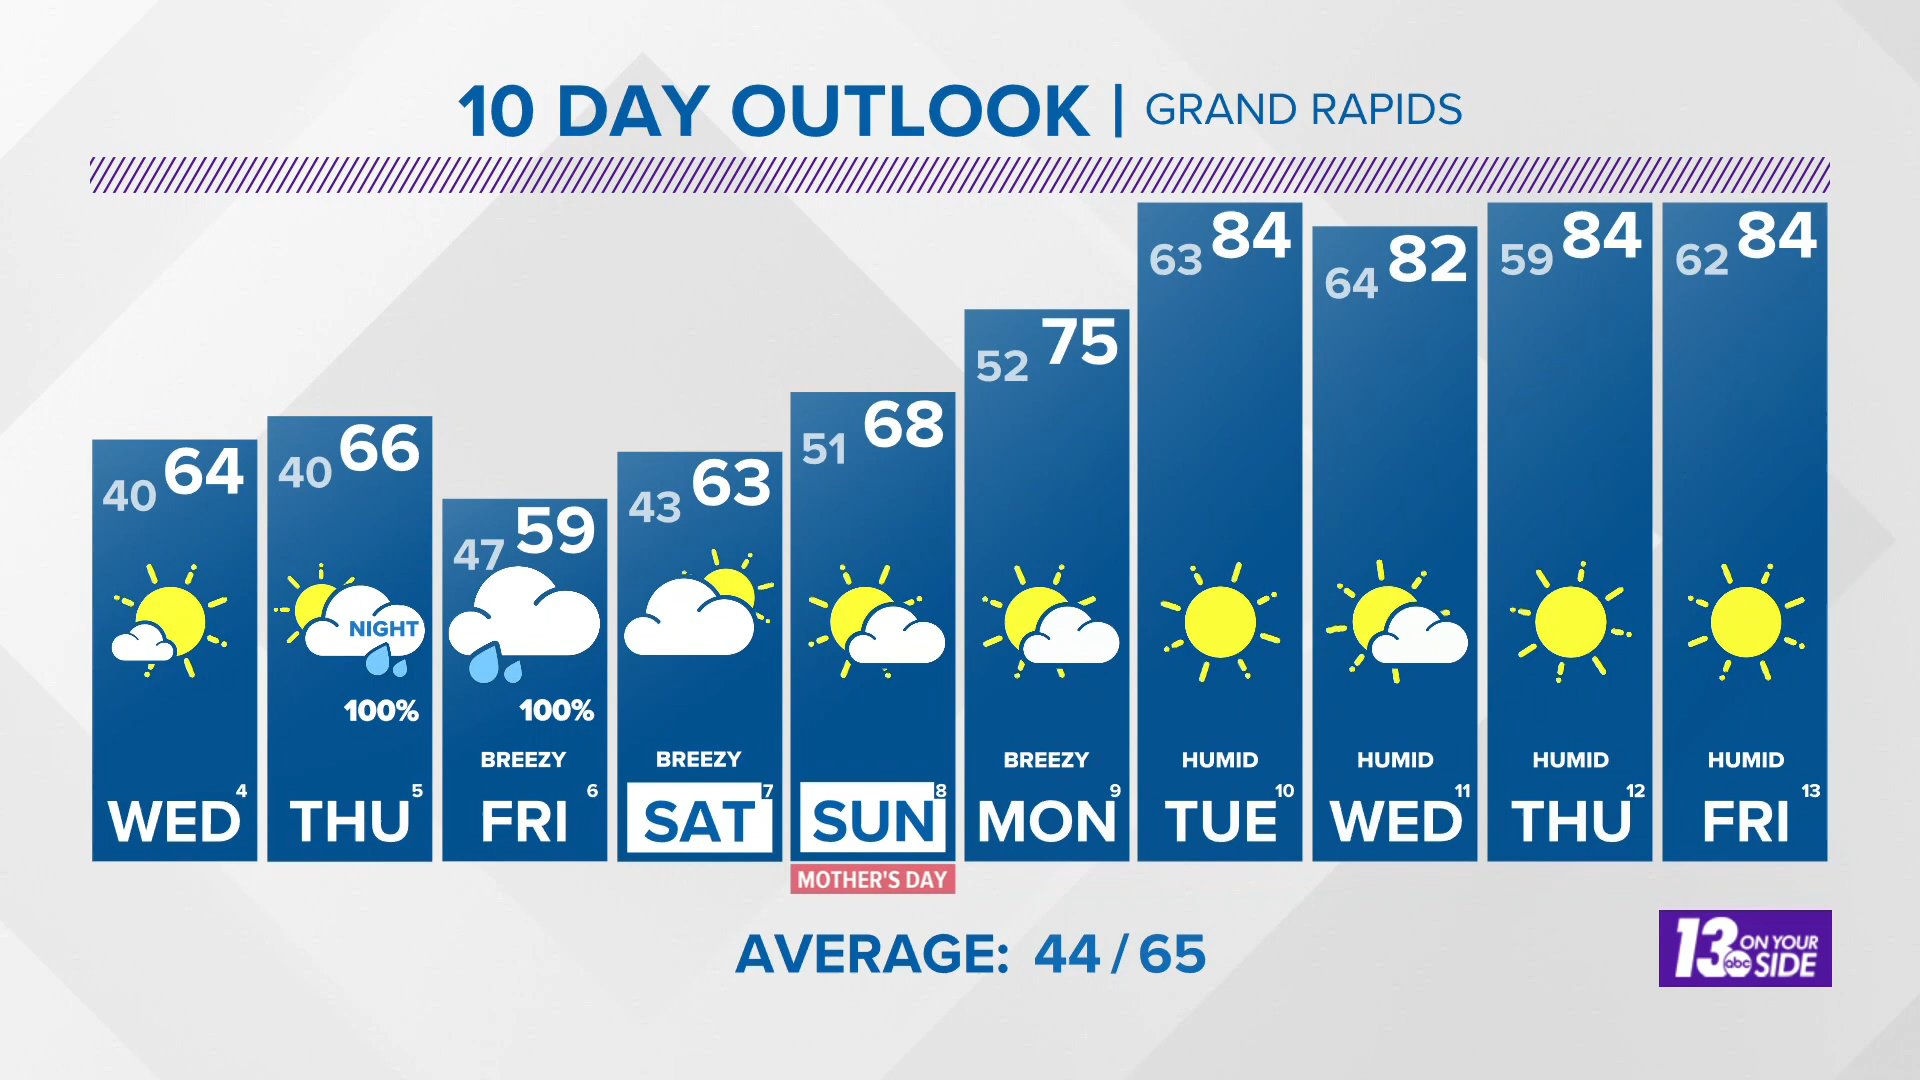 10 DAY OUTLOOK | GRAND RAPIDS
40 64
40 66
47 59
43 63
51 68
52 75
63 84
64 82
59 84
62 84
NIGHT
100%
100%
BREEZY
BREEZY
BREEZY
HUMID
HUMID
HUMID
HUMID
WED 4
THU 5
FRI 6
SAT 7
SUN 8
MON 9
TUE 10
WED 11
THU 12
FRI 13
MOTHER'S DAY
AVERAGE: 44 / 65
13 ON YOUR
abc SIDE